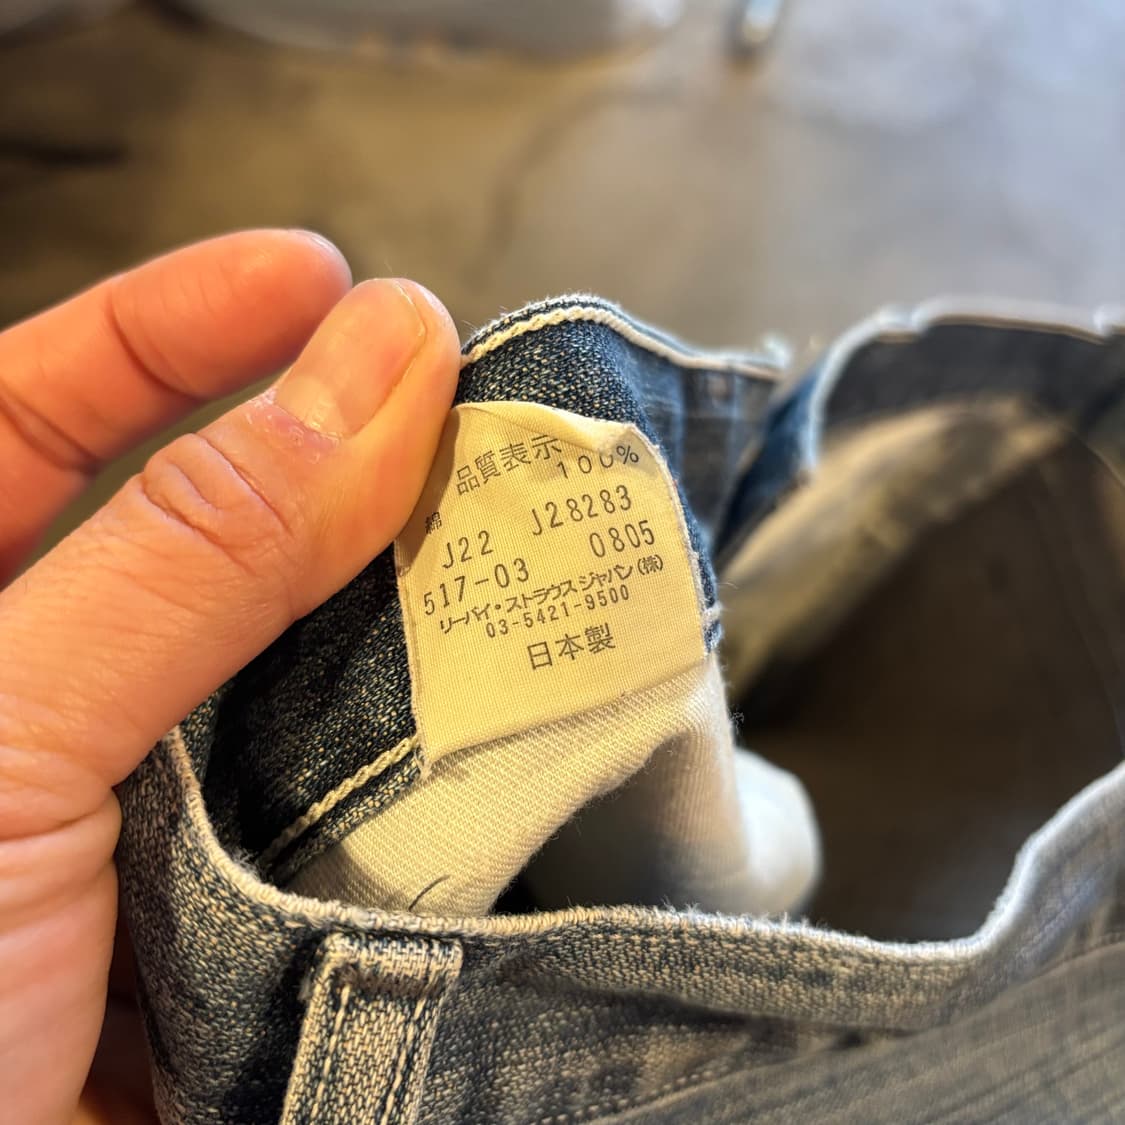 品質表示
綿 100%
J22 J28283
517-03 0805
リーバイ・ストラウス ジャパン(株)
03-5421-9500
日本製